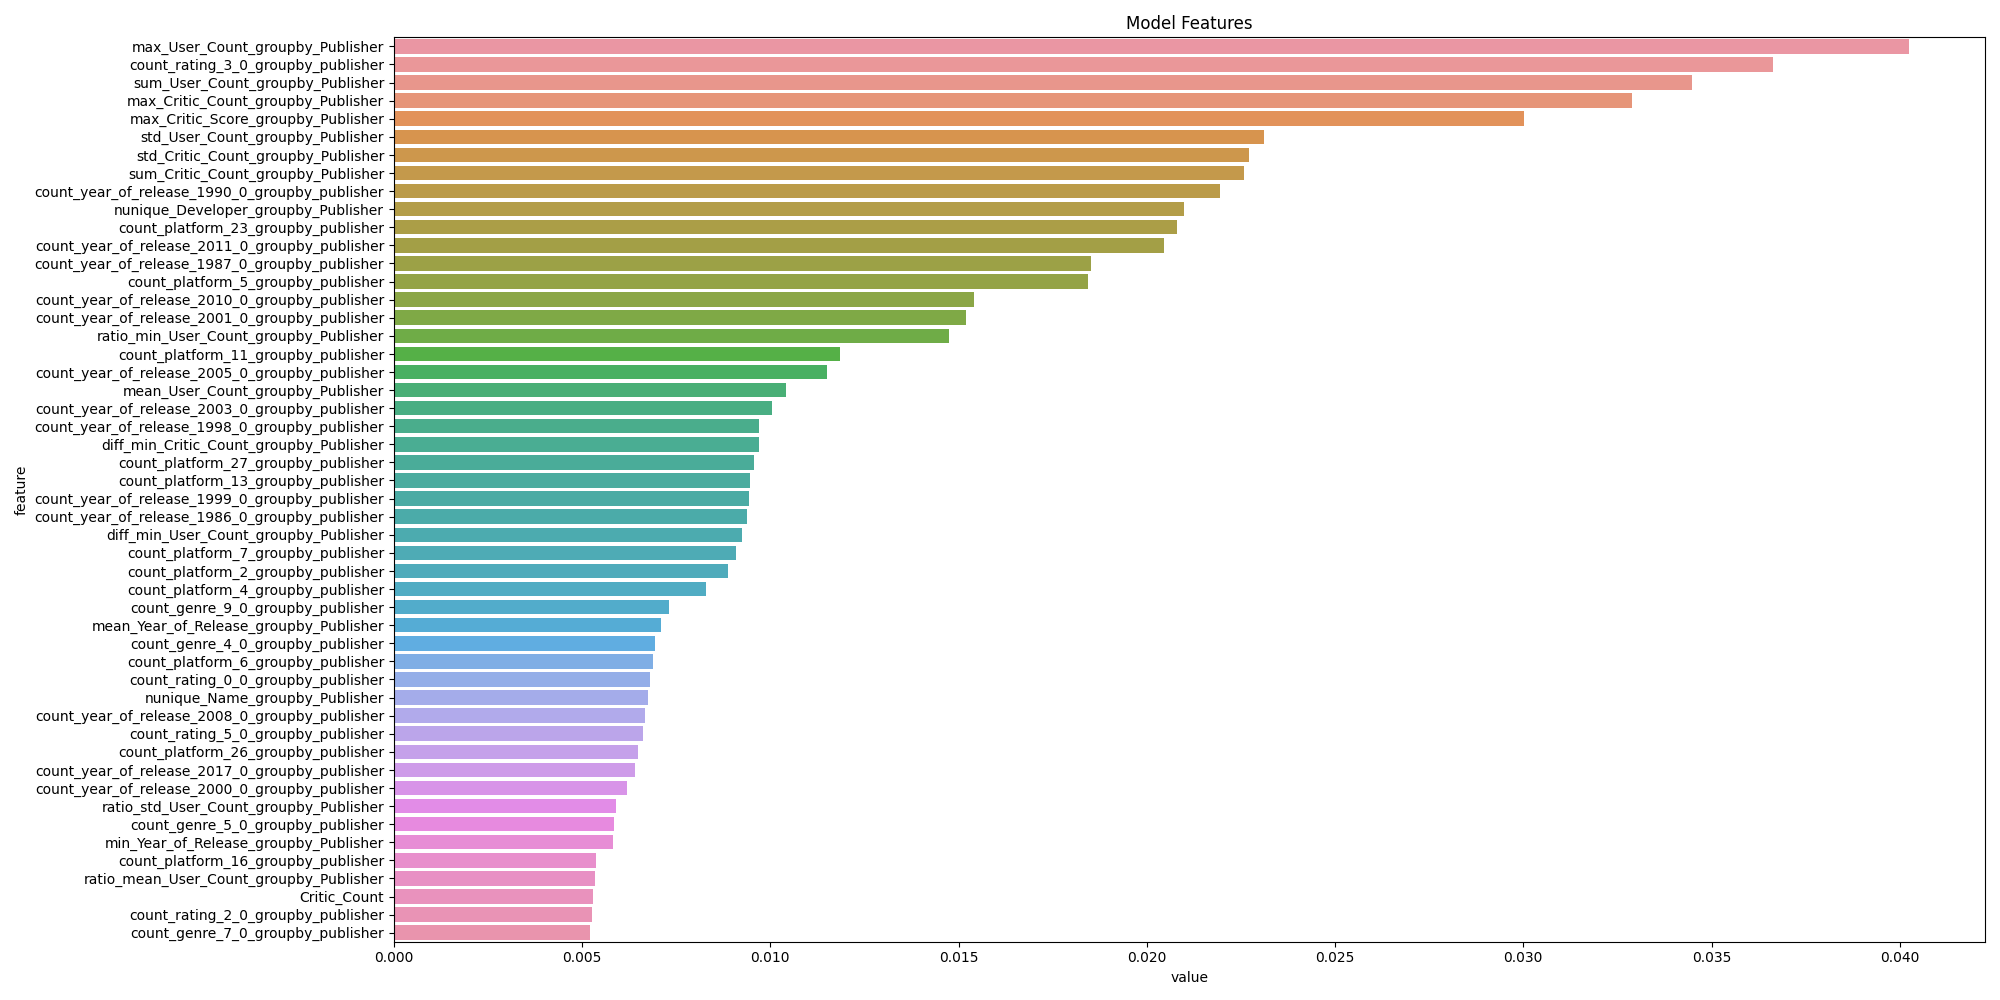 Model Features
max_User_Count_groupby_Publisher
count_rating_3_0_groupby_publisher
sum_User_Count_groupby_Publisher
max_Critic_Count_groupby_Publisher
max_Critic_Score_groupby_Publisher
std_User_Count_groupby_Publisher
std_Critic_Count_groupby_Publisher
sum_Critic_Count_groupby_Publisher
count_year_of_release_1990_0_groupby_publisher
nunique_Developer_groupby_Publisher
count_platform_23_groupby_publisher
count_year_of_release_2011_0_groupby_publisher
count_year_of_release_1987_0_groupby_publisher
count_platform_5_groupby_publisher
count_year_of_release_2010_0_groupby_publisher
count_year_of_release_2001_0_groupby_publisher
ratio_min_User_Count_groupby_Publisher
count_platform_11_groupby_publisher
count_year_of_release_2005_0_groupby_publisher
mean_User_Count_groupby_Publisher
count_year_of_release_2003_0_groupby_publisher
count_year_of_release_1998_0_groupby_publisher
diff_min_Critic_Count_groupby_Publisher
count_platform_27_groupby_publisher
count_platform_13_groupby_publisher
count_year_of_release_1999_0_groupby_publisher
count_year_of_release_1986_0_groupby_publisher
diff_min_User_Count_groupby_Publisher
count_platform_7_groupby_publisher
count_platform_2_groupby_publisher
count_platform_4_groupby_publisher
count_genre_9_0_groupby_publisher
mean_Year_of_Release_groupby_Publisher
count_genre_4_0_groupby_publisher
count_platform_6_groupby_publisher
count_rating_0_0_groupby_publisher
nunique_Name_groupby_Publisher
count_year_of_release_2008_0_groupby_publisher
count_rating_5_0_groupby_publisher
count_platform_26_groupby_publisher
count_year_of_release_2017_0_groupby_publisher
count_year_of_release_2000_0_groupby_publisher
ratio_std_User_Count_groupby_Publisher
count_genre_5_0_groupby_publisher
min_Year_of_Release_groupby_Publisher
count_platform_16_groupby_publisher
ratio_mean_User_Count_groupby_Publisher
Critic_Count
count_rating_2_0_groupby_publisher
count_genre_7_0_groupby_publisher
feature
0.000 0.005 0.010 0.015 0.020 0.025 0.030 0.035 0.040
value